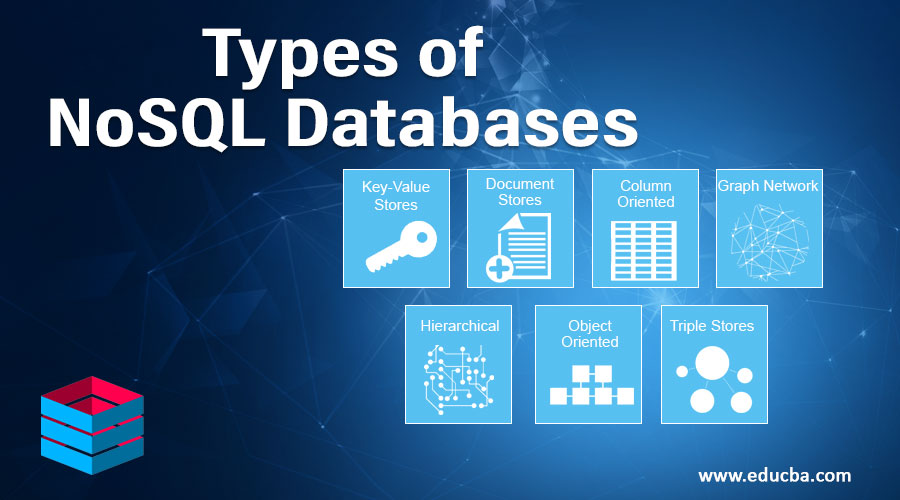 Types of
NoSQL Databases
Key-Value
Stores
Document
Stores
Column
Oriented
Graph Network
Hierarchical
Object
Oriented
Triple Stores
www.educba.com